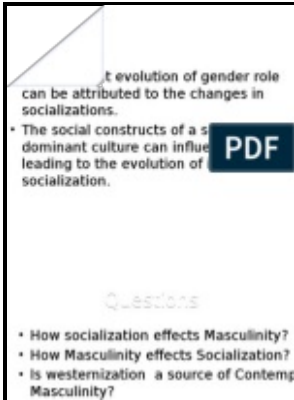 t evolution of gender role
can be attributed to the changes in
socializations.
• The social constructs of a s
dominant culture can influe
leading to the evolution of
socialization.
PDF
Questions
• How socialization effects Masculinity?
• How Masculinity effects Socialization?
• Is westernization a source of Contemp
Masculinity?